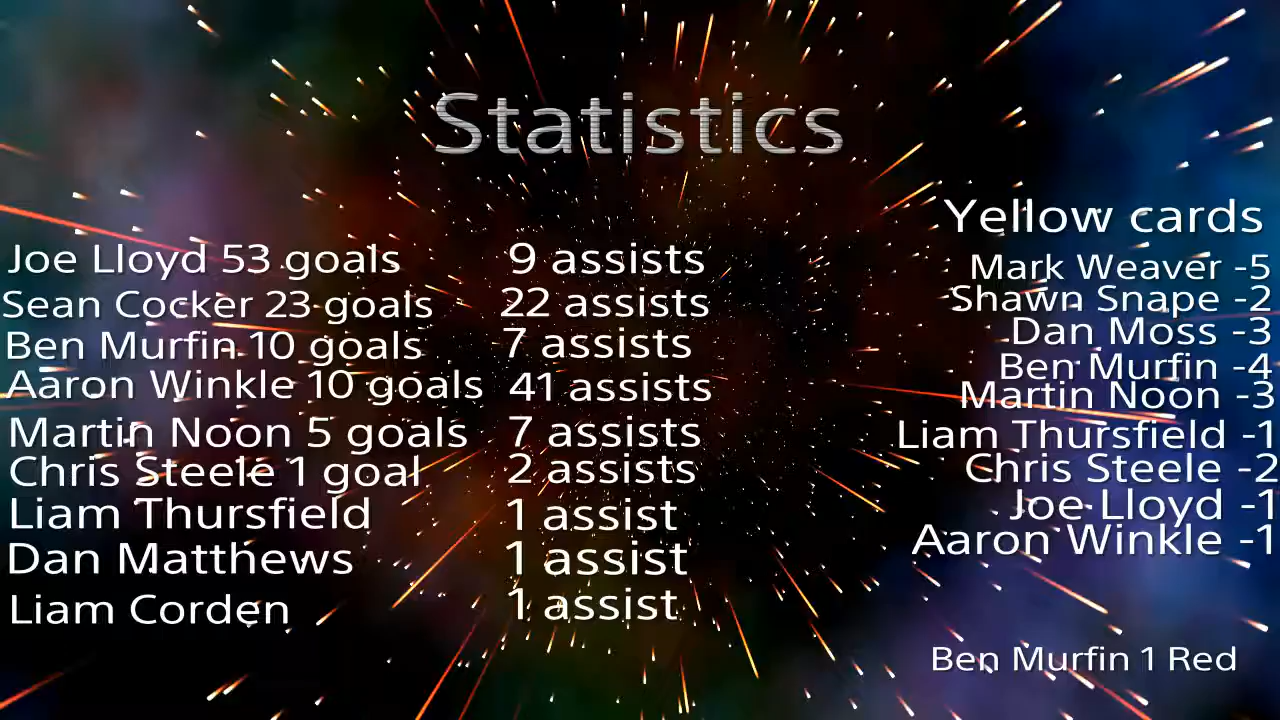 Statistics
Joe Lloyd 53 goals 9 assists
Sean Cocker 23 goals 22 assists
Ben Murfin 10 goals 7 assists
Aaron Winkle 10 goals 41 assists
Martin Noon 5 goals 7 assists
Chris Steele 1 goal 2 assists
Liam Thursfield 1 assist
Dan Matthews 1 assist
Liam Corden 1 assist
Yellow cards
Mark Weaver -5
Shawn Snape -2
Dan Moss -3
Ben Murfin -4
Martin Noon -3
Liam Thursfield -1
Chris Steele -2
Joe Lloyd -1
Aaron Winkle -1
Ben Murfin 1 Red